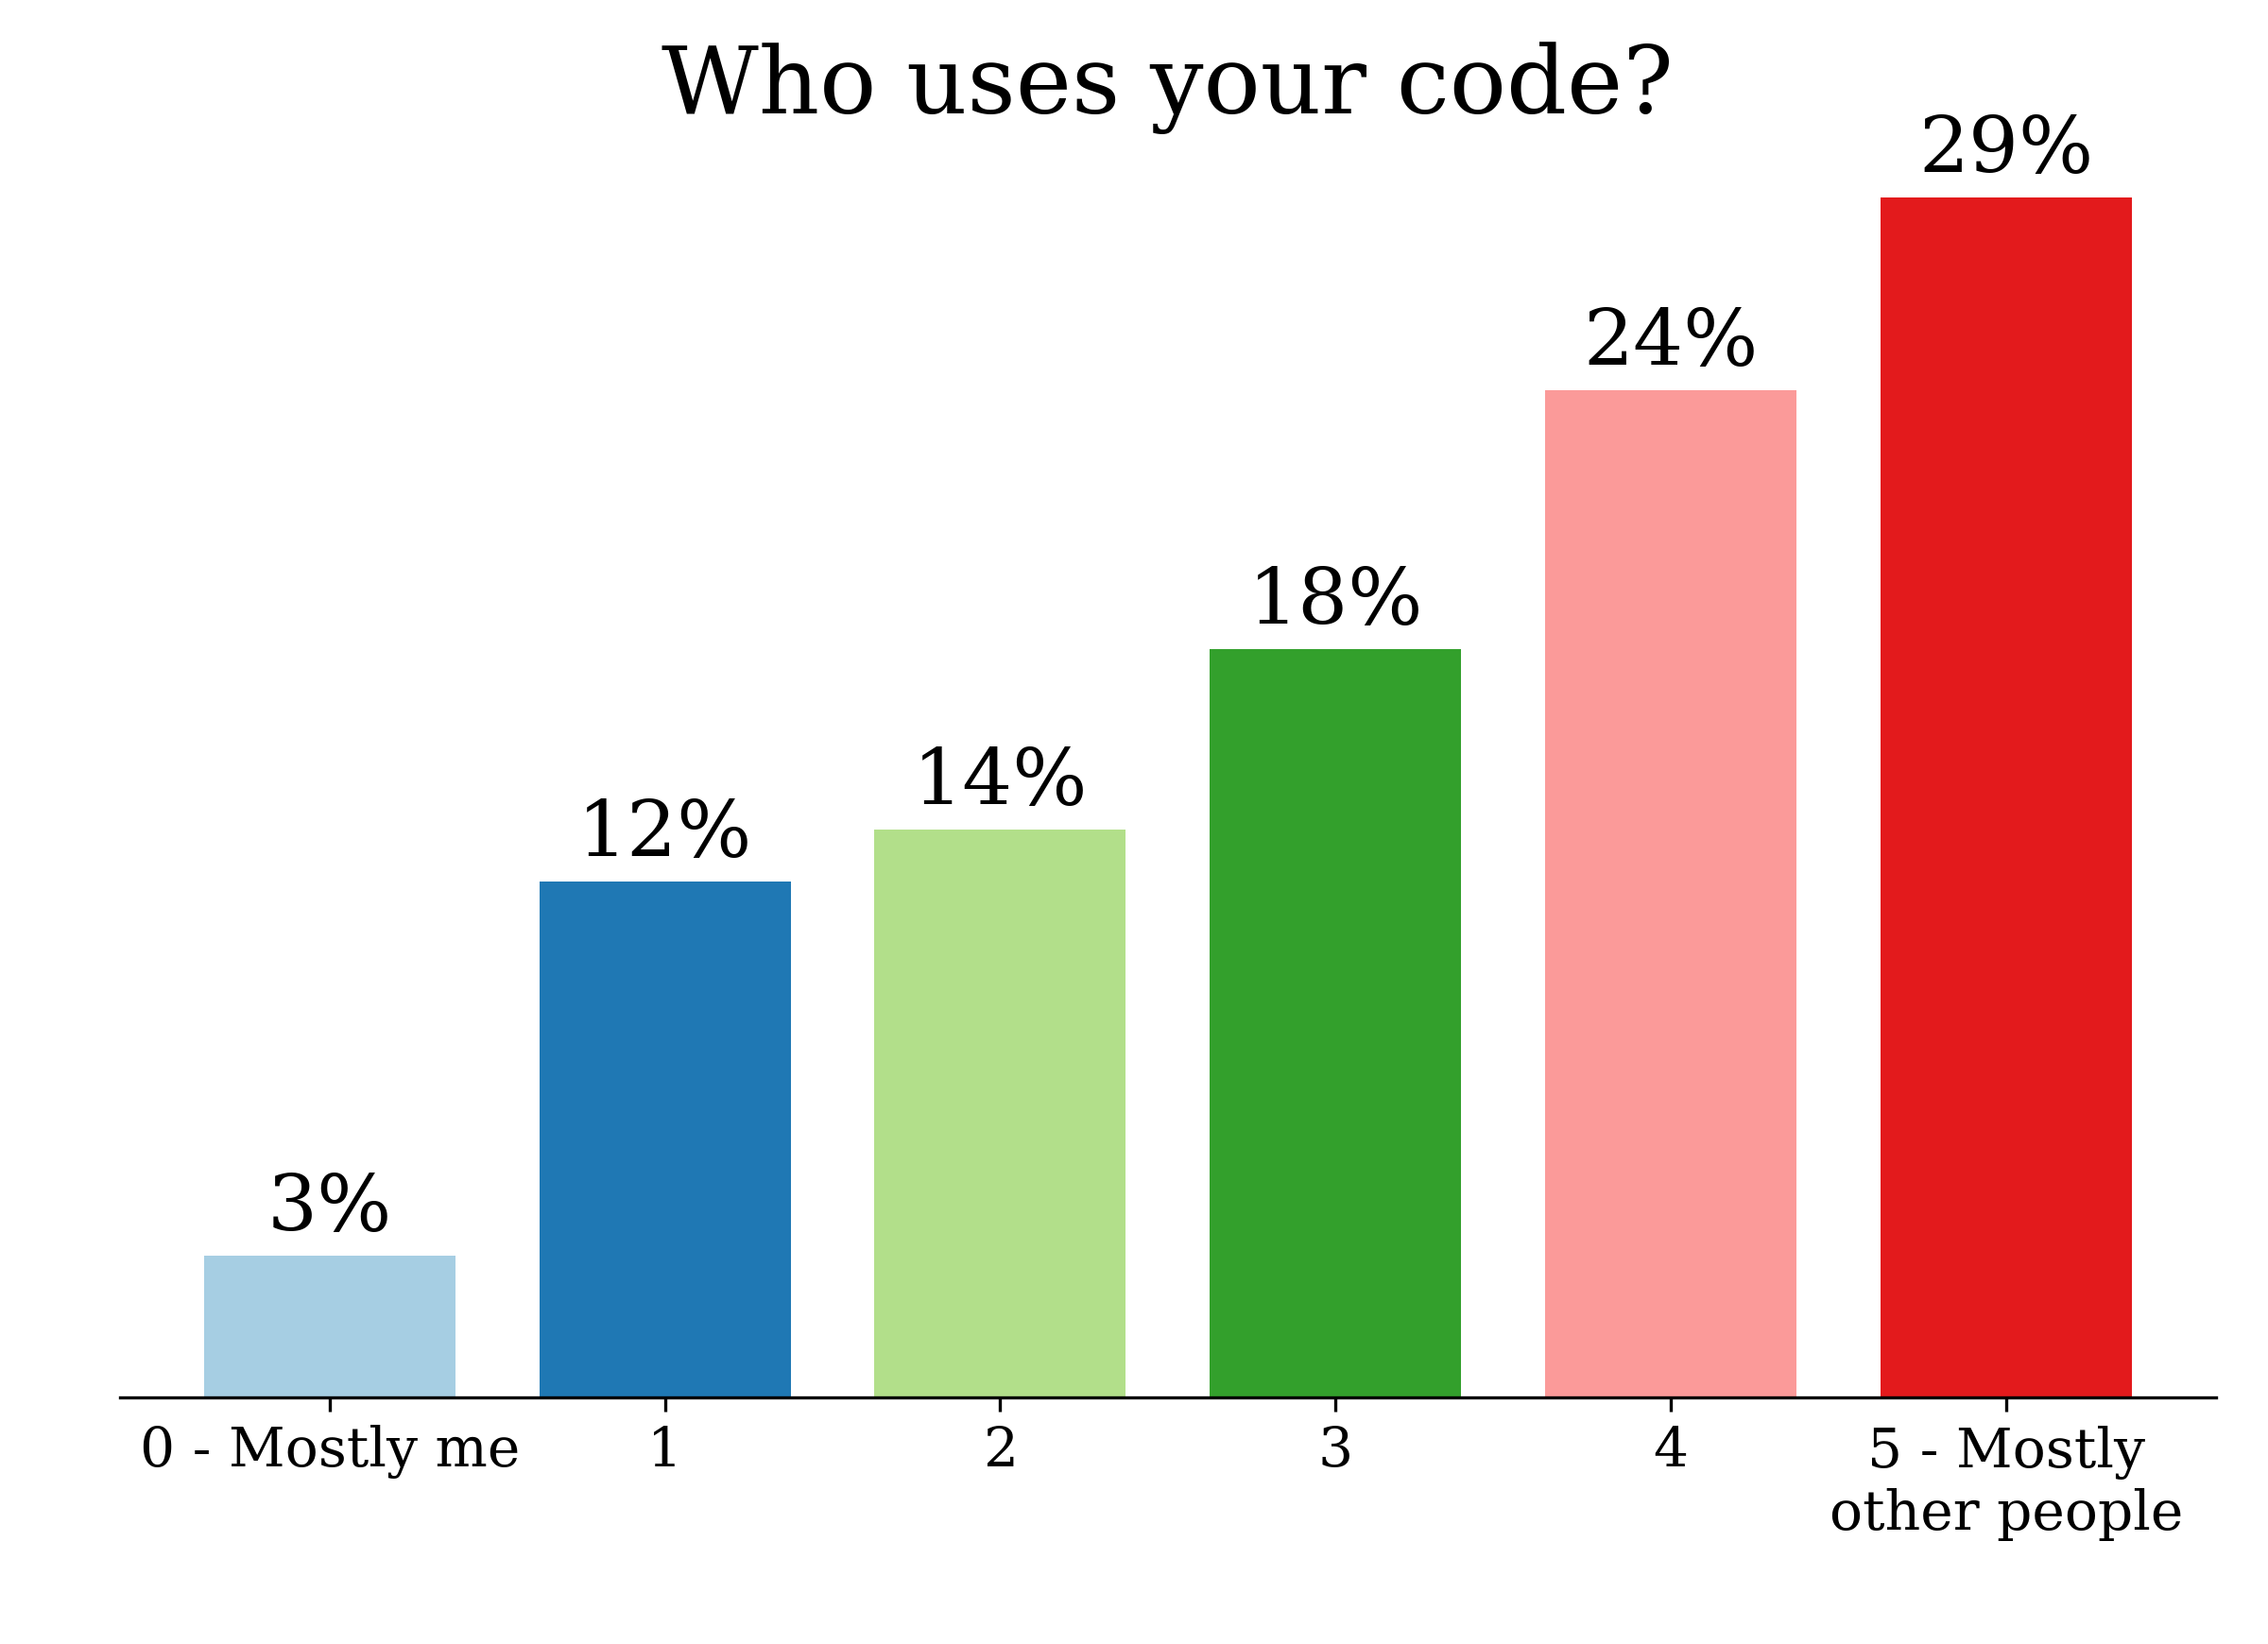 Who uses your code?
29%
24%
18%
14%
12%
3%
0 - Mostly me
1
2
3
4
5 - Mostly
other people